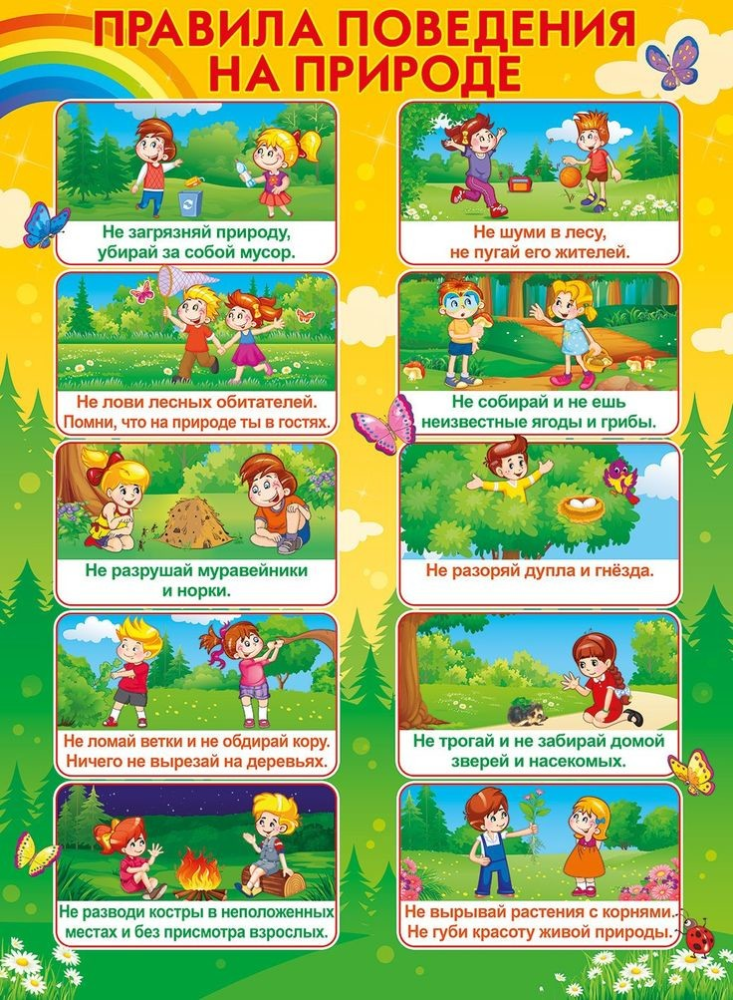 ПРАВИЛА ПОВЕДЕНИЯ
НА ПРИРОДЕ
Не загрязняй природу,
убирай за собой мусор.
Не шуми в лесу,
не пугай его жителей.
Не лови лесных обитателей.
Помни, что на природе ты в гостях.
Не собирай и не ешь
неизвестные ягоды и грибы.
Не разрушай муравейники
и норки.
Не разоряй дупла и гнёзда.
Не ломай ветки и не обдирай кору.
Ничего не вырезай на деревьях.
Не трогай и не забирай домой
зверей и насекомых.
Не разводи костры в неположенных
местах и без присмотра взрослых.
Не вырывай растения с корнями.
Не губи красоту живой природы.